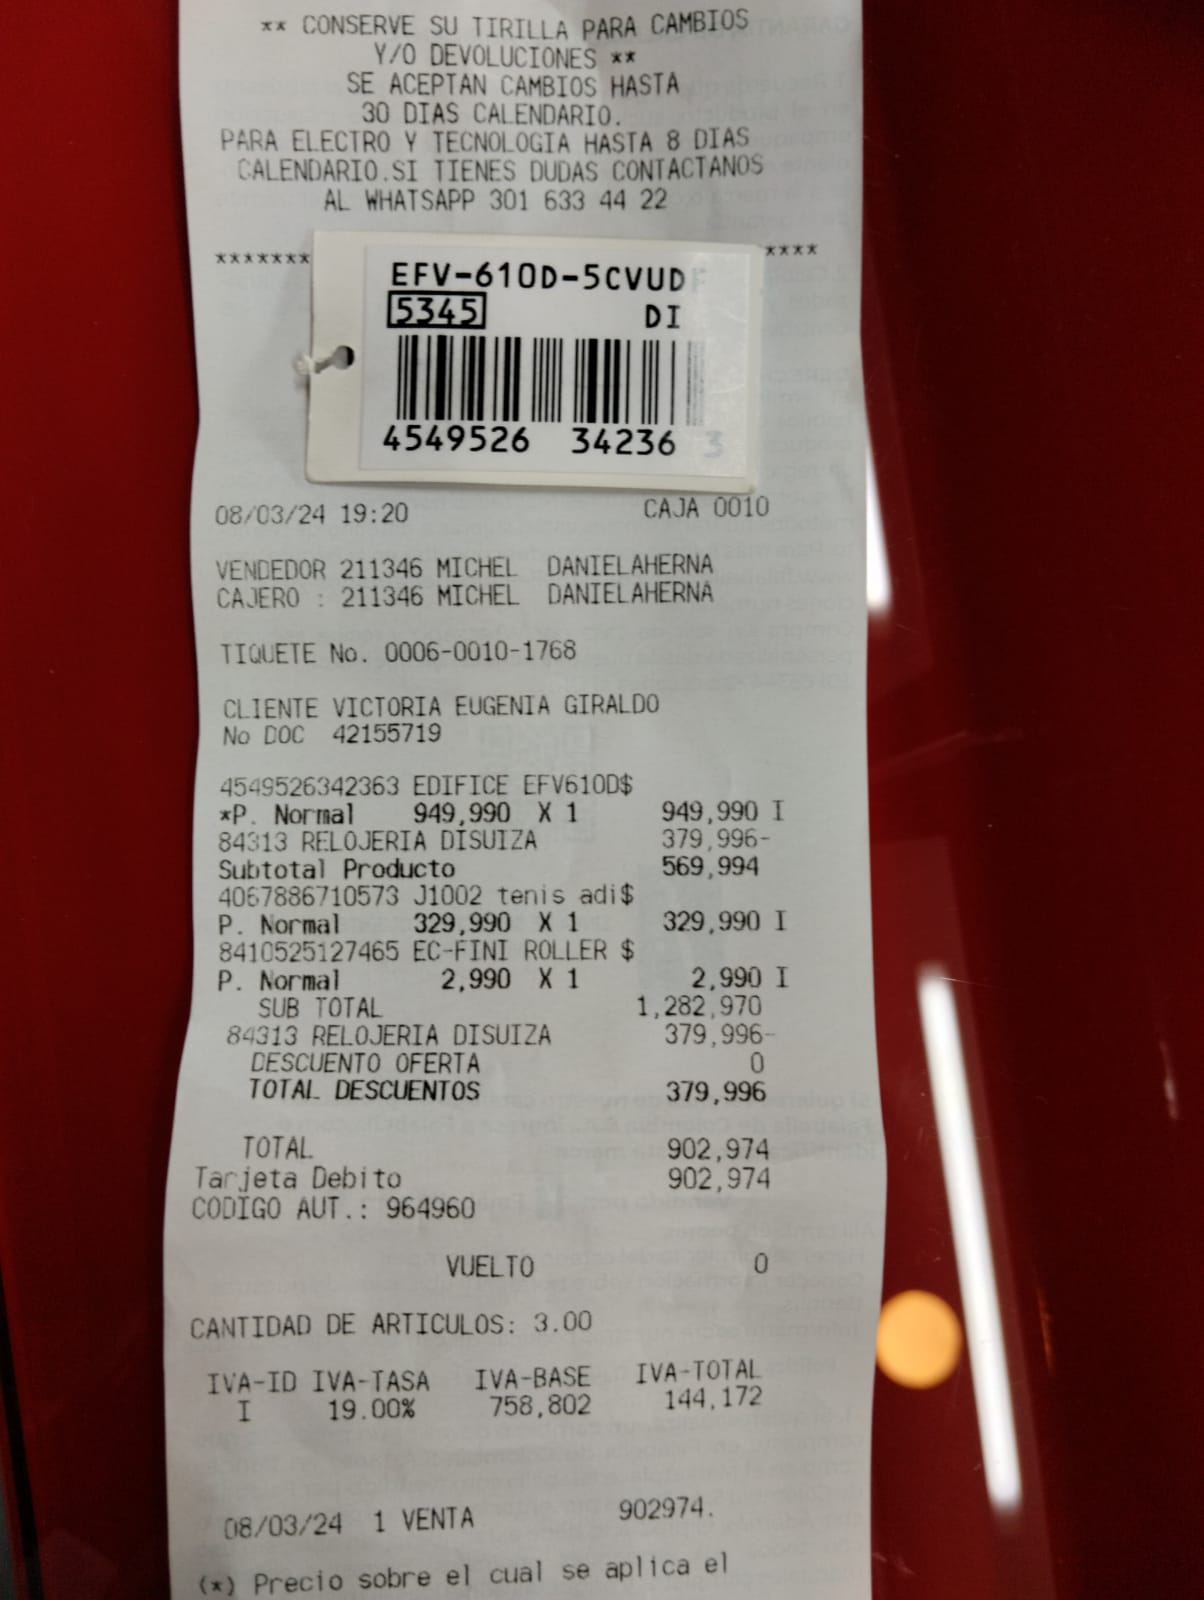 ** CONSERVE SU TIRILLA PARA CAMBIOS
Y/O DEVOLUCIONES **
SE ACEPTAN CAMBIOS HASTA
30 DIAS CALENDARIO.
PARA ELECTRO Y TECNOLOGIA HASTA 8 DIAS
CALENDARIO.SI TIENES DUDAS CONTACTANOS
AL WHATSAPP 301 633 44 22
******* ****
EFV-610D-5CVUDF
5345 DI
4549526 34236 3
08/03/24 19:20 CAJA 0010
VENDEDOR 211346 MICHEL DANIELAHERNA
CAJERO : 211346 MICHEL DANIELAHERNA
TIQUETE No. 0006-0010-1768
CLIENTE VICTORIA EUGENIA GIRALDO
No DOC 42155719
4549526342363 EDIFICE EFV610D$
*P. Normal 949,990 X 1 949,990 I
84313 RELOJERIA DISUIZA 379,996-
Subtotal Producto 569,994
4067886710573 J1002 tenis adi$
P. Normal 329,990 X 1 329,990 I
8410525127465 EC-FINI ROLLER $
P. Normal 2,990 X 1 2,990 I
SUB TOTAL 1,282,970
84313 RELOJERIA DISUIZA 379,996-
DESCUENTO OFERTA 0
TOTAL DESCUENTOS 379,996
TOTAL 902,974
Tarjeta Debito 902,974
CODIGO AUT.: 964960
VUELTO 0
CANTIDAD DE ARTICULOS: 3.00
IVA-ID IVA-TASA IVA-BASE IVA-TOTAL
I 19.00% 758,802 144,172
08/03/24 1 VENTA 902974.
(*) Precio sobre el cual se aplica el